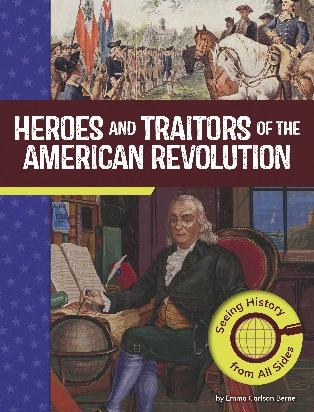 HEROES AND TRAITORS OF THE
AMERICAN REVOLUTION
Seeing History
from All Sides
by Emma Carlson Berne